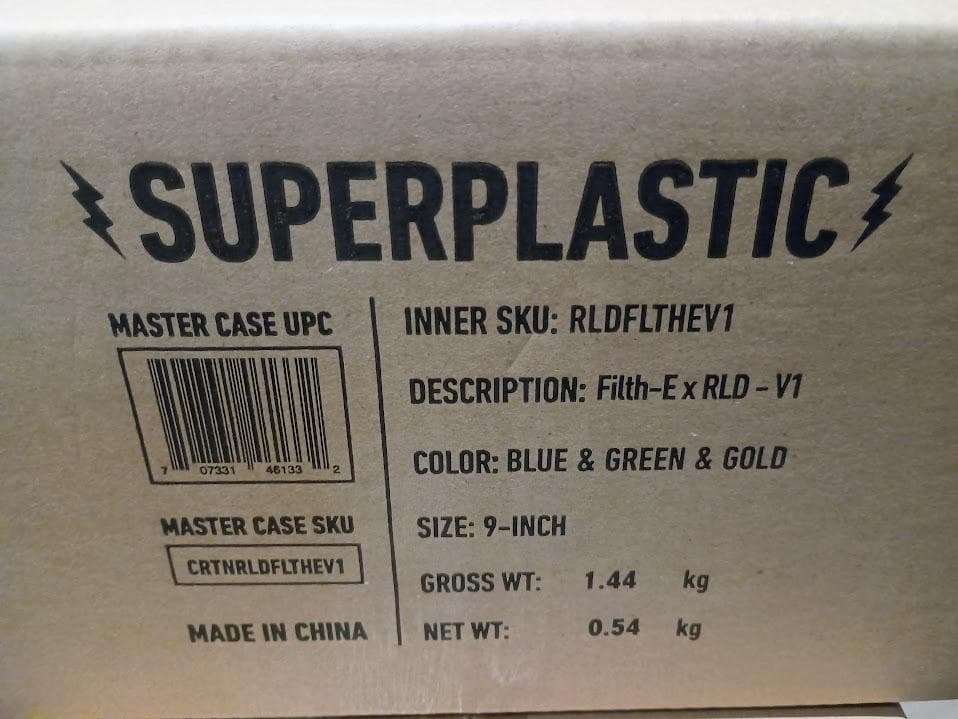 SUPERPLASTIC
MASTER CASE UPC
7 07331 46133 2
MASTER CASE SKU
CRTNRLDFLTHEV1
MADE IN CHINA
INNER SKU: RLDFLTHEV1
DESCRIPTION: Filth-E x RLD - V1
COLOR: BLUE & GREEN & GOLD
SIZE: 9-INCH
GROSS WT: 1.44 kg
NET WT: 0.54 kg